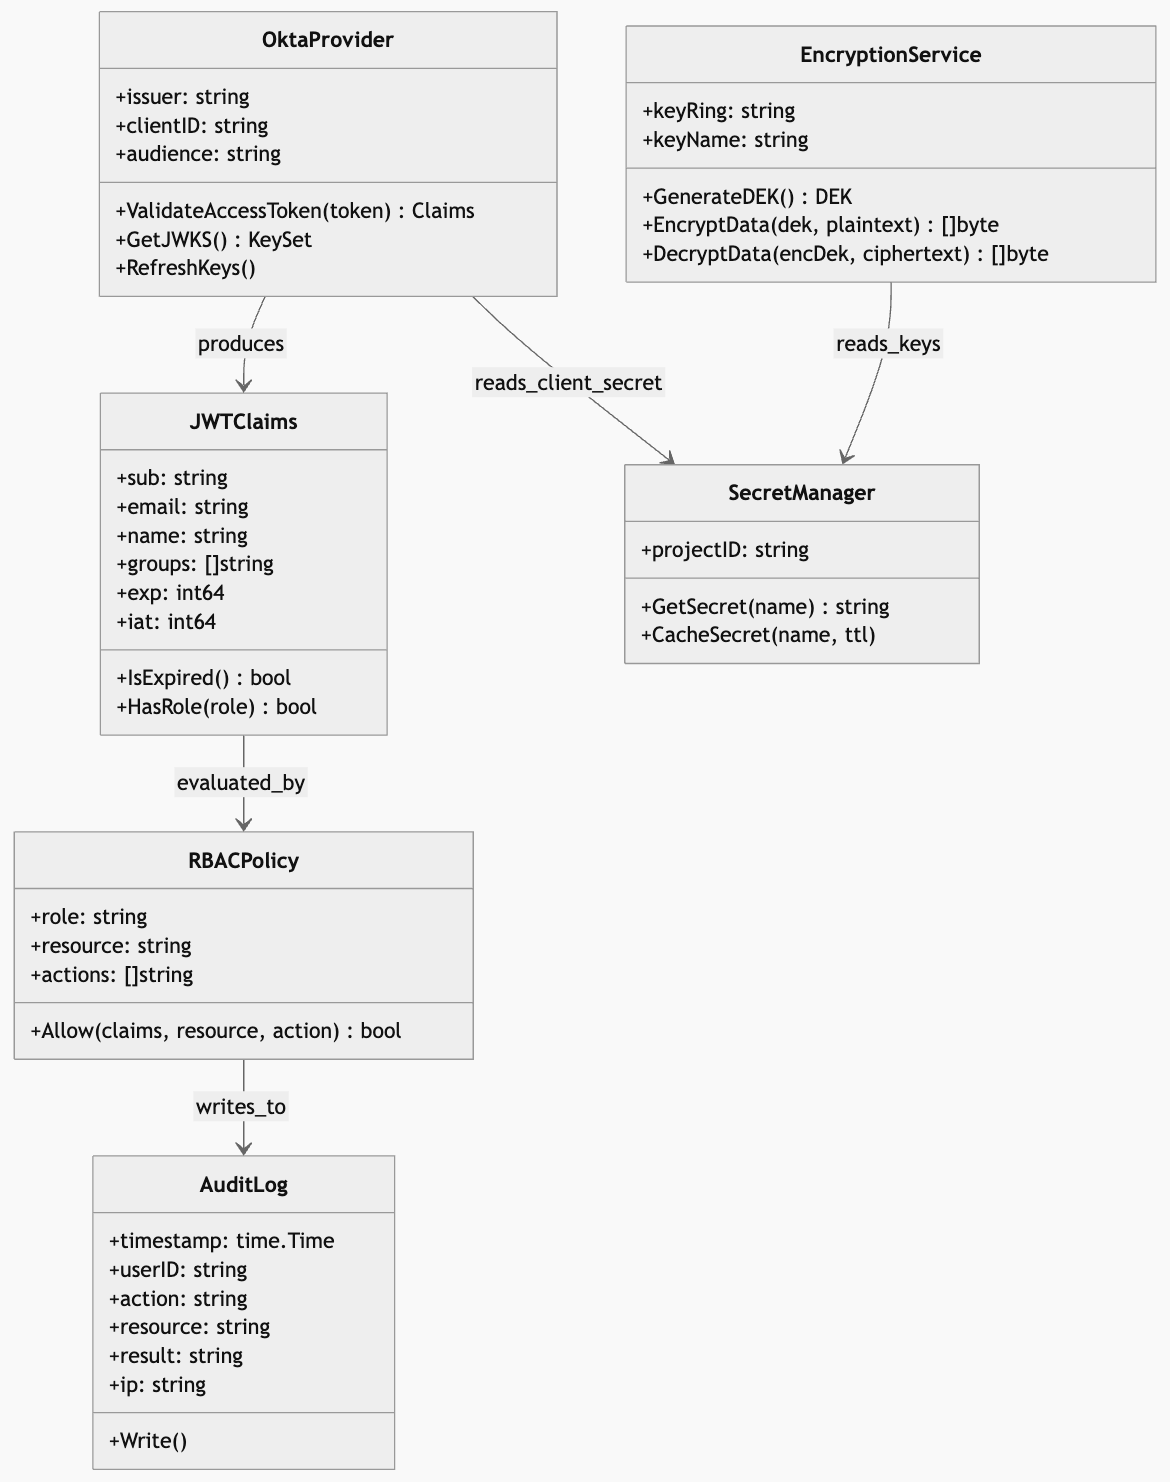 OktaProvider
+issuer: string
+clientID: string
+audience: string
+ValidateAccessToken(token) : Claims
+GetJWKS() : KeySet
+RefreshKeys()
EncryptionService
+keyRing: string
+keyName: string
+GenerateDEK() : DEK
+EncryptData(dek, plaintext) : []byte
+DecryptData(encDek, ciphertext) : []byte
produces
reads_client_secret
reads_keys
JWTClaims
+sub: string
+email: string
+name: string
+groups: []string
+exp: int64
+iat: int64
+IsExpired() : bool
+HasRole(role) : bool
SecretManager
+projectID: string
+GetSecret(name) : string
+CacheSecret(name, ttl)
evaluated_by
RBACPolicy
+role: string
+resource: string
+actions: []string
+Allow(claims, resource, action) : bool
writes_to
AuditLog
+timestamp: time.Time
+userID: string
+action: string
+resource: string
+result: string
+ip: string
+Write()